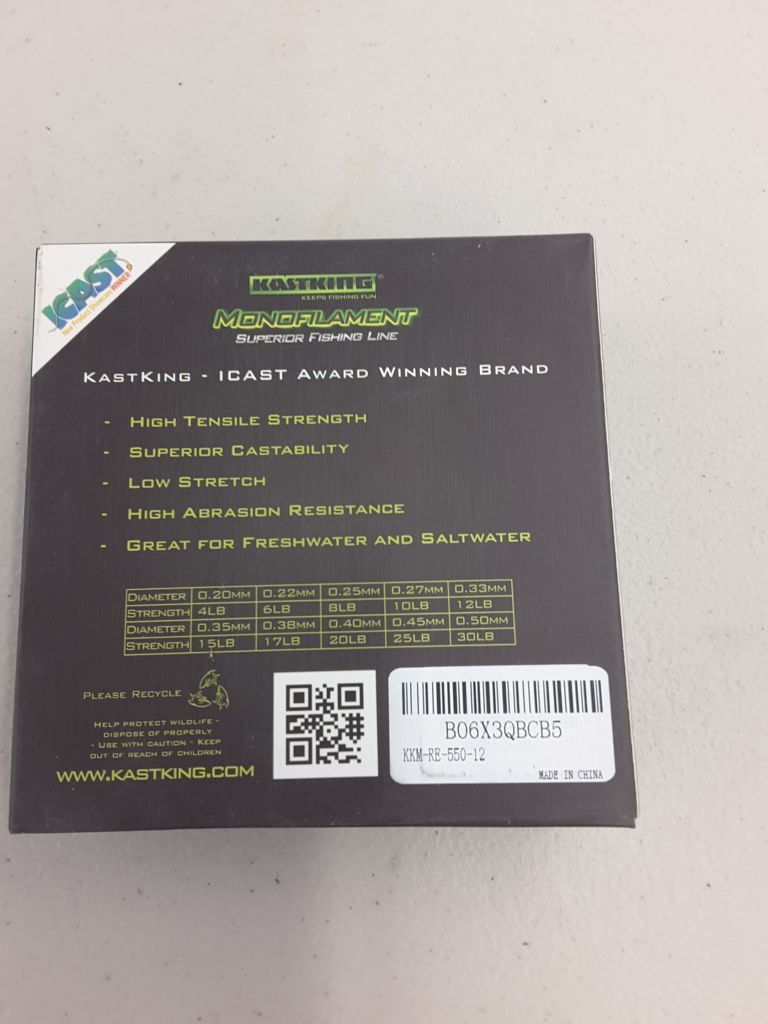 ICAST
New Product Showcase WINNER
KASTKING®
KEEPS FISHING FUN
MONOFILAMENT
SUPERIOR FISHING LINE
KASTKING - ICAST AWARD WINNING BRAND
- HIGH TENSILE STRENGTH
- SUPERIOR CASTABILITY
- LOW STRETCH
- HIGH ABRASION RESISTANCE
- GREAT FOR FRESHWATER AND SALTWATER
DIAMETER 0.20MM 0.22MM 0.25MM 0.27MM 0.33MM
STRENGTH 4LB 6LB 8LB 10LB 12LB
DIAMETER 0.35MM 0.38MM 0.40MM 0.45MM 0.50MM
STRENGTH 15LB 17LB 20LB 25LB 30LB
PLEASE RECYCLE
HELP PROTECT WILDLIFE -
DISPOSE OF PROPERLY
- USE WITH CAUTION - KEEP
OUT OF REACH OF CHILDREN
WWW.KASTKING.COM
B06X3QBCB5
KKM-RE-550-12
MADE IN CHINA